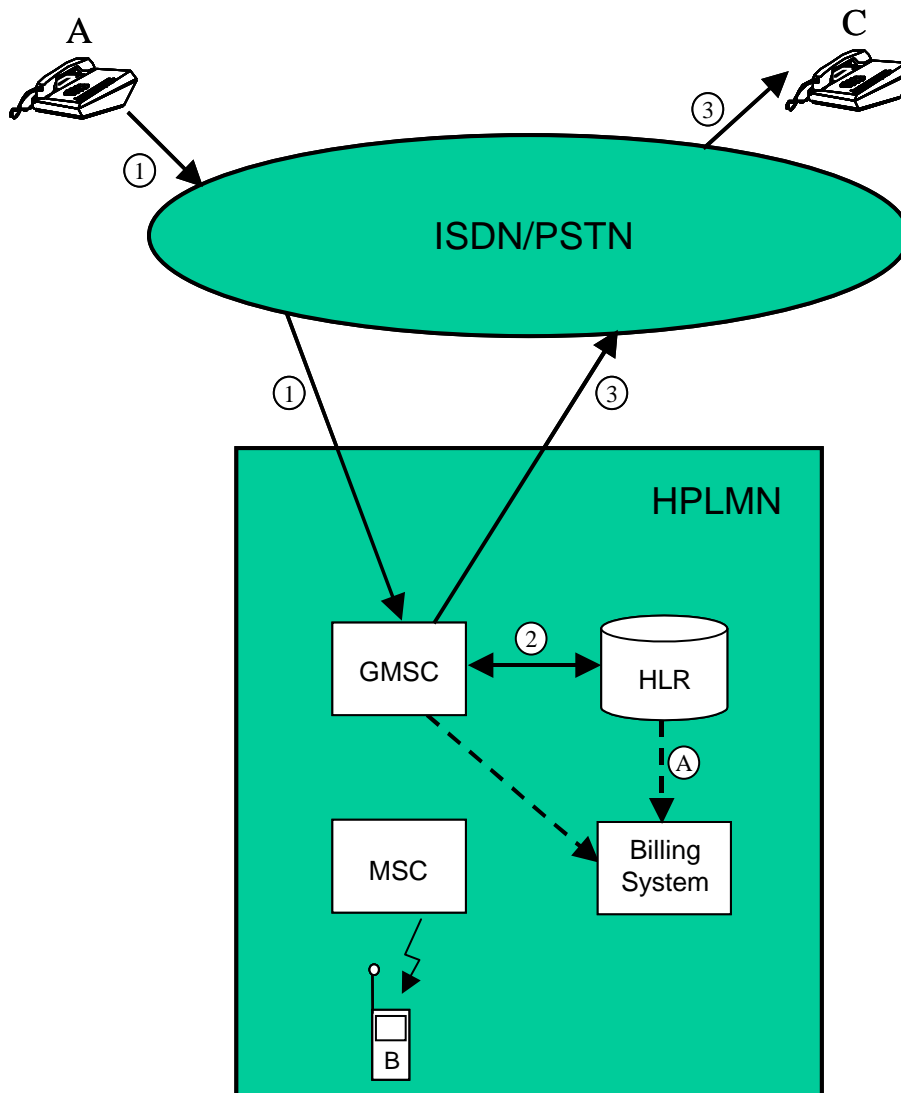 A
C
3
1
ISDN/PSTN
1
3
HPLMN
2
GMSC
HLR
A
MSC
Billing
System
B